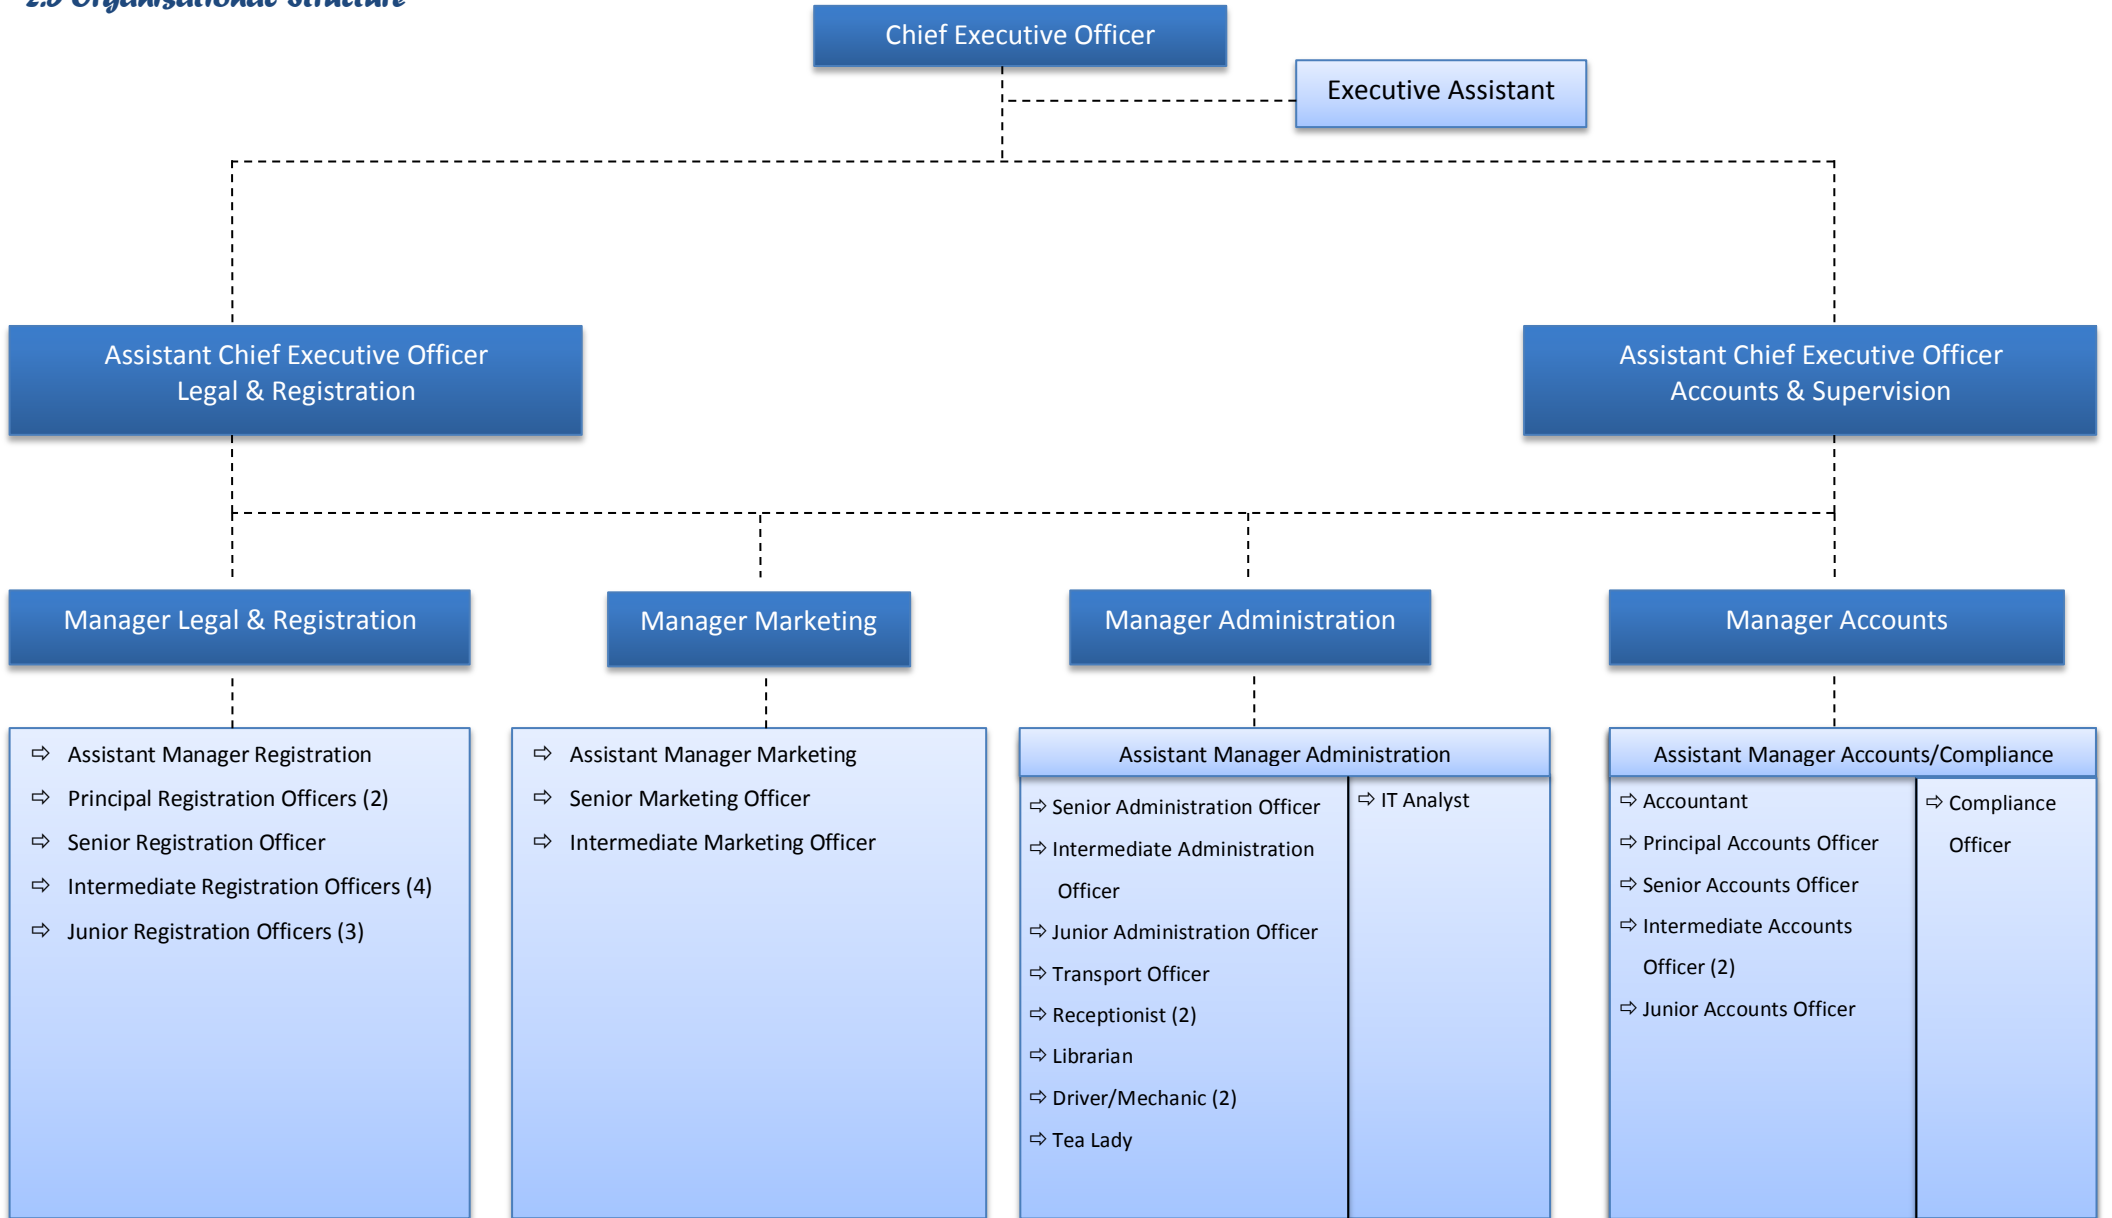 2.3 Organisational Structure
Chief Executive Officer
Executive Assistant
Assistant Chief Executive Officer
Legal & Registration
Assistant Chief Executive Officer
Accounts & Supervision
Manager Legal & Registration
Manager Marketing
Manager Administration
Manager Accounts
⇨ Assistant Manager Registration
⇨ Principal Registration Officers (2)
⇨ Senior Registration Officer
⇨ Intermediate Registration Officers (4)
⇨ Junior Registration Officers (3)
⇨ Assistant Manager Marketing
⇨ Senior Marketing Officer
⇨ Intermediate Marketing Officer
Assistant Manager Administration
⇨ Senior Administration Officer
⇨ Intermediate Administration
Officer
⇨ Junior Administration Officer
⇨ Transport Officer
⇨ Receptionist (2)
⇨ Librarian
⇨ Driver/Mechanic (2)
⇨ Tea Lady
⇨ IT Analyst
Assistant Manager Accounts/Compliance
⇨ Accountant
⇨ Principal Accounts Officer
⇨ Senior Accounts Officer
⇨ Intermediate Accounts
Officer (2)
⇨ Junior Accounts Officer
⇨ Compliance
Officer